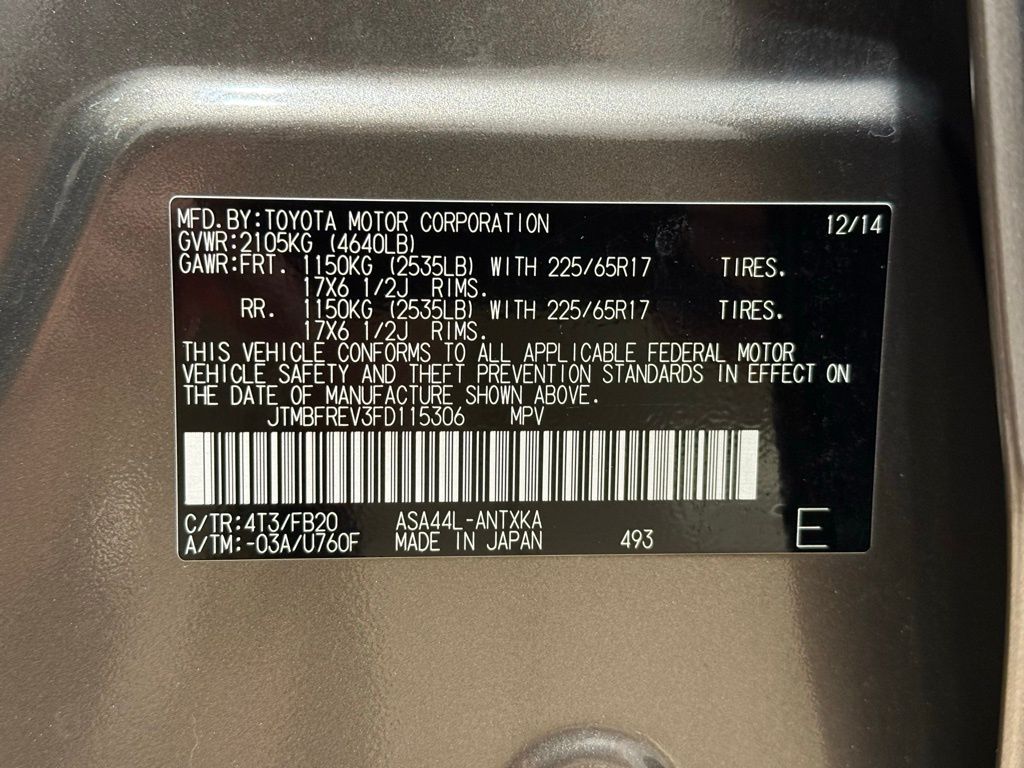 MFD.BY:TOYOTA MOTOR CORPORATION 12/14
GVWR:2105KG (4640LB)
GAWR:FRT. 1150KG (2535LB) WITH 225/65R17 TIRES.
17X6 1/2J RIMS.
RR. 1150KG (2535LB) WITH 225/65R17 TIRES.
17X6 1/2J RIMS.
THIS VEHICLE CONFORMS TO ALL APPLICABLE FEDERAL MOTOR
VEHICLE SAFETY AND THEFT PREVENTION STANDARDS IN EFFECT ON
THE DATE OF MANUFACTURE SHOWN ABOVE.
JTMBFREV3FD115306 MPV
C/TR:4T3/FB20 ASA44L-ANTXKA
A/TM:-03A/U760F MADE IN JAPAN 493 E